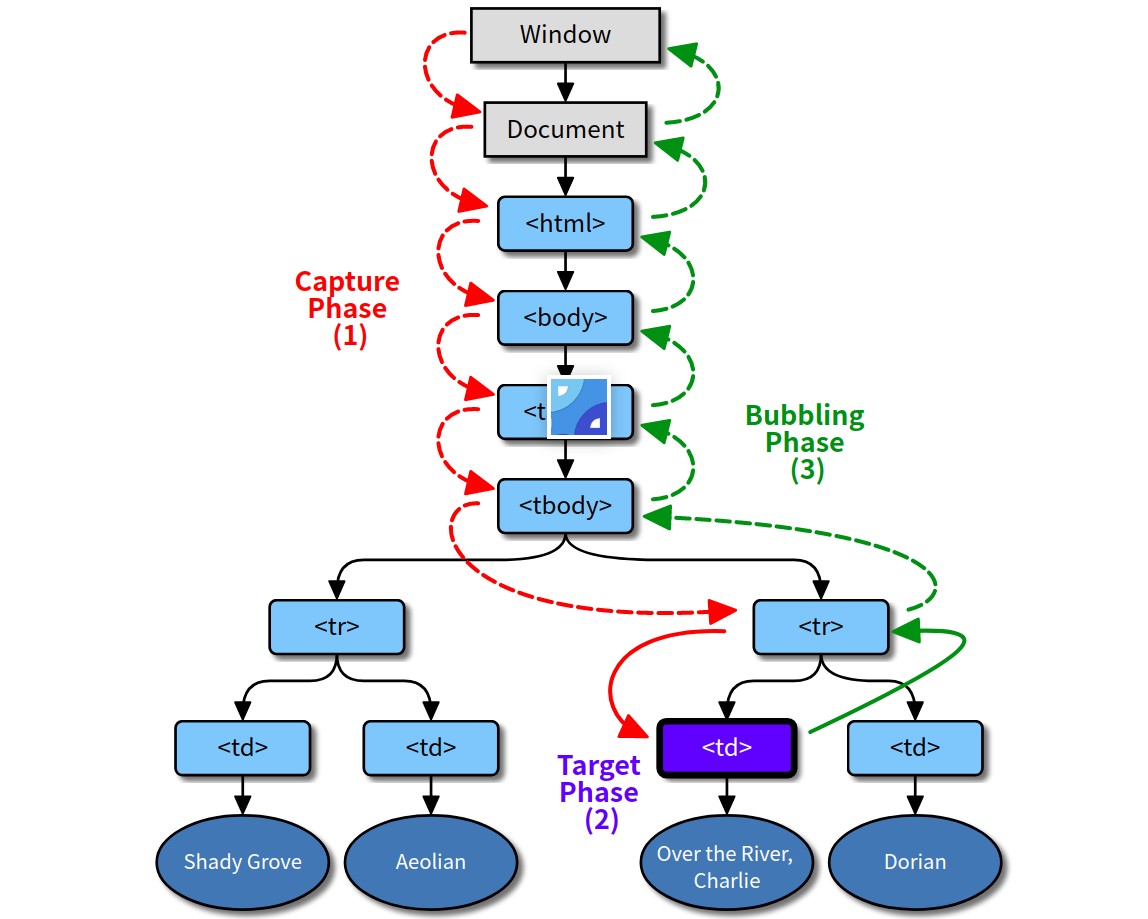 Window
Document
<html>
Capture
Phase
(1)
<body>
<t
Bubbling
Phase
(3)
<tbody>
<tr>
<tr>
<td>
<td>
<td>
<td>
Target
Phase
(2)
Shady Grove
Aeolian
Over the River,
Charlie
Dorian